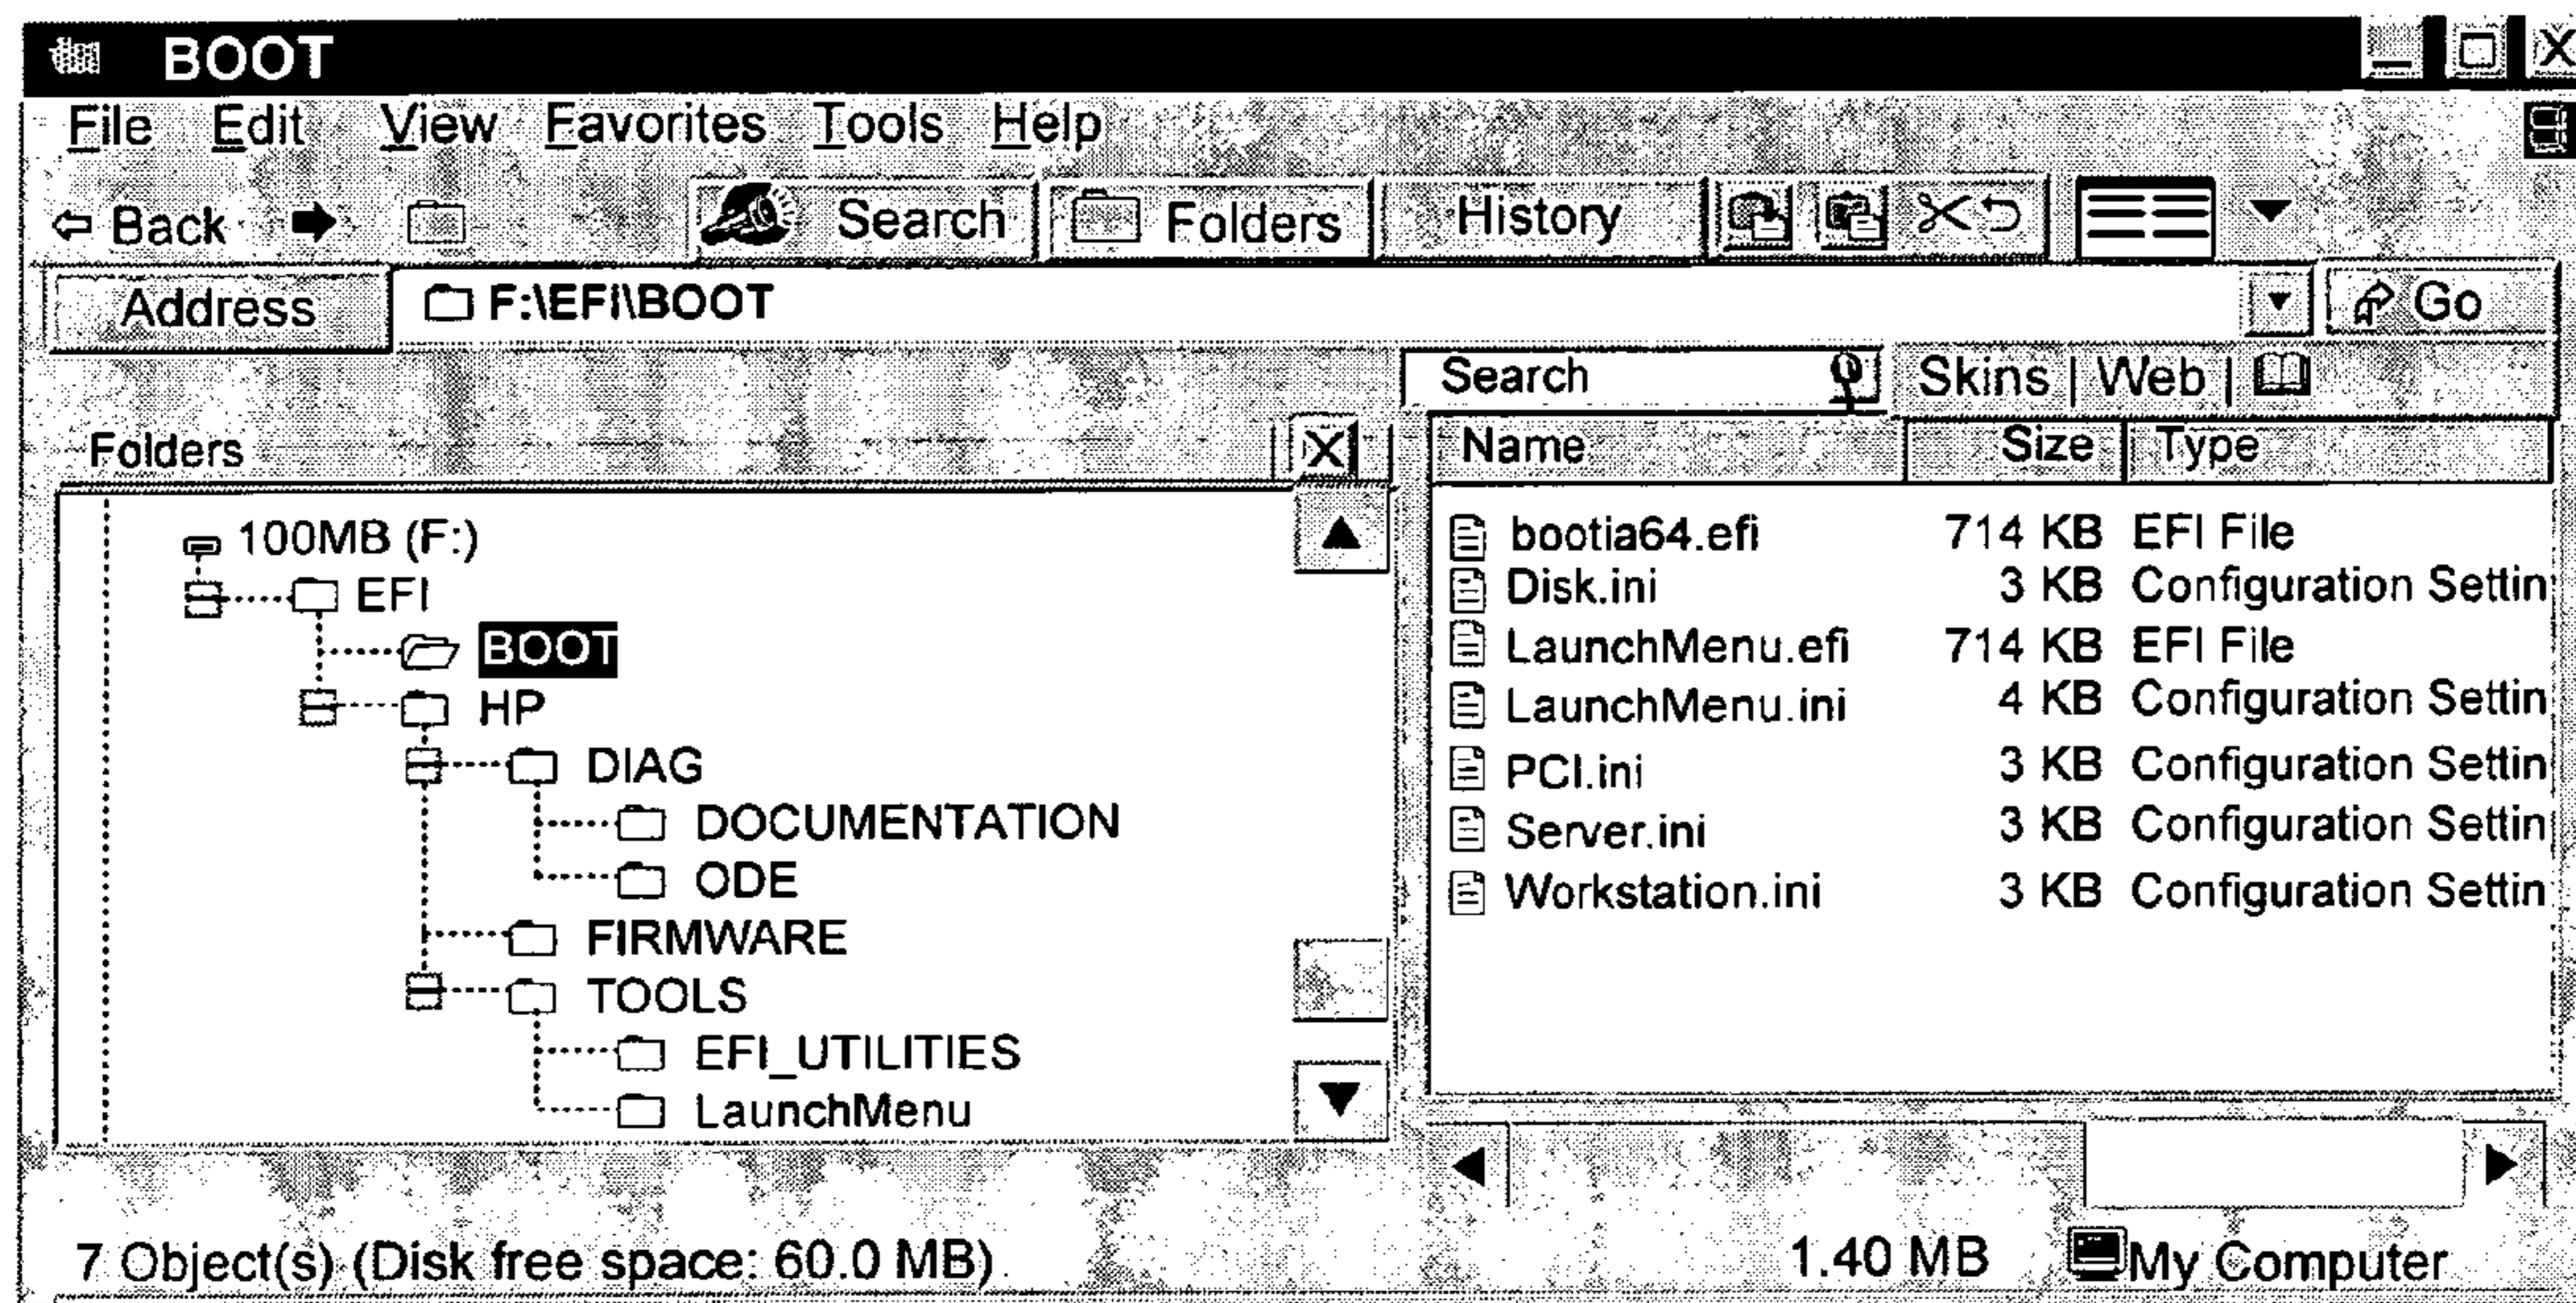 BOOT
File Edit View Favorites Tools Help
Back Search Folders History
Address F:\EFI\BOOT Go
Search Skins | Web |
Folders
Name Size Type
100MB (F:)
EFI
BOOT
HP
DIAG
DOCUMENTATION
ODE
FIRMWARE
TOOLS
EFI_UTILITIES
LaunchMenu
bootia64.efi 714 KB EFI File
Disk.ini 3 KB Configuration Settin
LaunchMenu.efi 714 KB EFI File
LaunchMenu.ini 4 KB Configuration Settin
PCI.ini 3 KB Configuration Settin
Server.ini 3 KB Configuration Settin
Workstation.ini 3 KB Configuration Settin
7 Object(s) (Disk free space: 60.0 MB) 1.40 MB My Computer